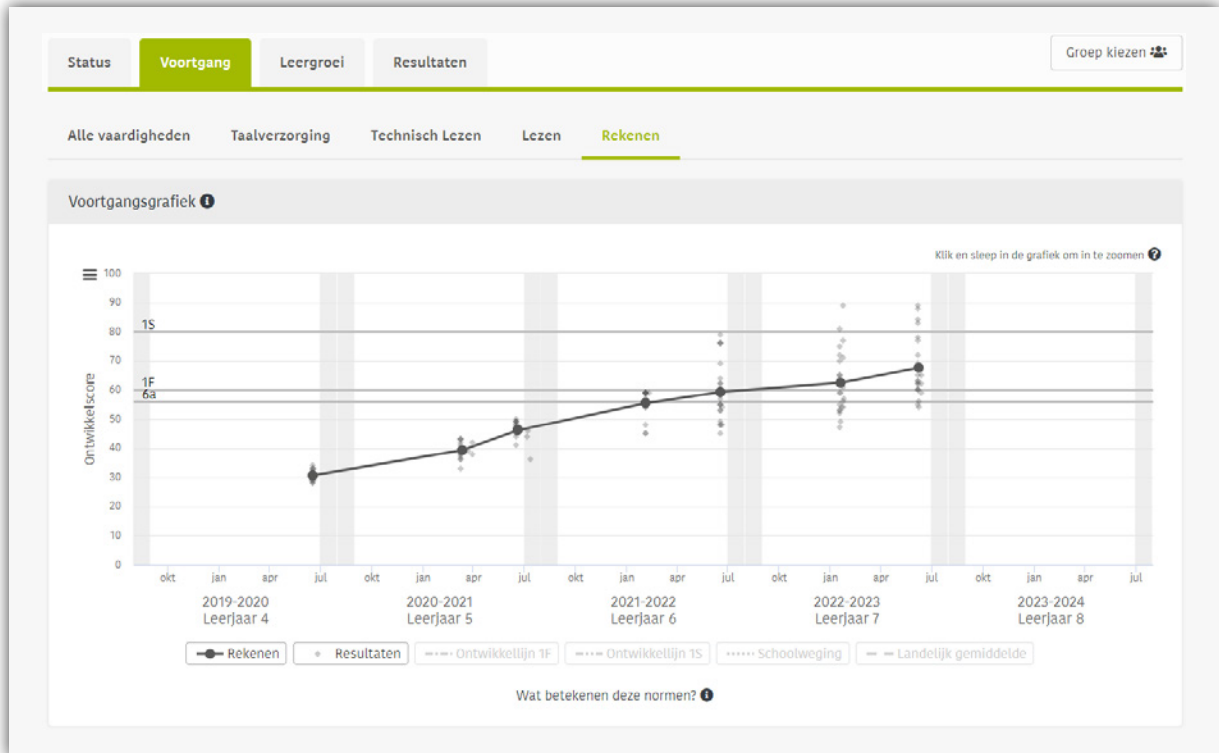 Status Voortgang Leergroei Resultaten Groep kiezen
Alle vaardigheden Taalverzorging Technisch Lezen Lezen Rekenen
Voortgangsgrafiek
Klik en sleep in de grafiek om in te zoomen
100
90
80
70
60
50
40
30
20
10
0
Ontwikkelscore
1S
1F
6a
okt jan apr jul okt jan apr jul okt jan apr jul okt jan apr jul okt jan apr jul
2019-2020 2020-2021 2021-2022 2022-2023 2023-2024
Leerjaar 4 Leerjaar 5 Leerjaar 6 Leerjaar 7 Leerjaar 8
Rekenen Resultaten Ontwikkellijn 1F Ontwikkellijn 1S Schoolweging Landelijk gemiddelde
Wat betekenen deze normen?